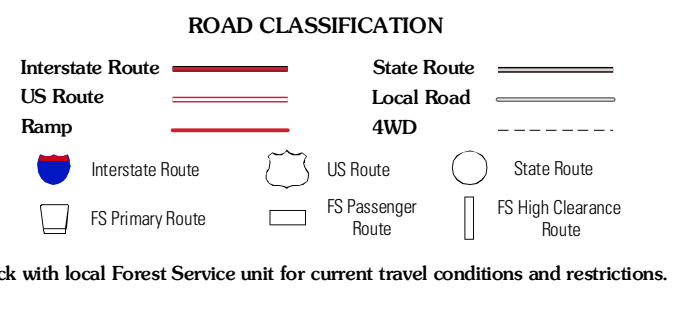 ROAD CLASSIFICATION
Interstate Route
State Route
US Route
Local Road
Ramp
4WD
Interstate Route
US Route
State Route
FS Primary Route
FS Passenger
Route
FS High Clearance
Route
with local Forest Service unit for current travel conditions and restrictions.